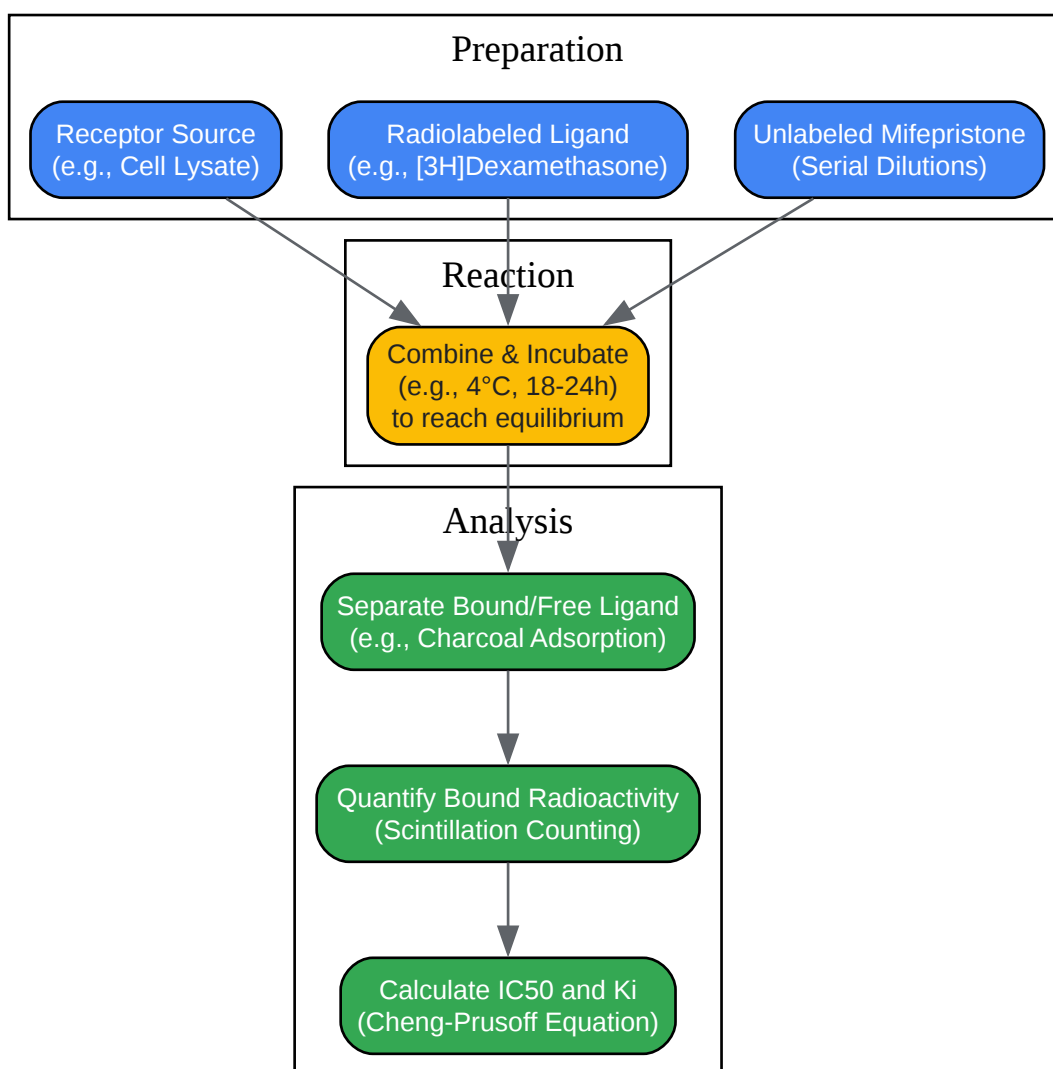 Preparation
Receptor Source
(e.g., Cell Lysate)
Radiolabeled Ligand
(e.g., [3H]Dexamethasone)
Unlabeled Mifepristone
(Serial Dilutions)
Reaction
Combine & Incubate
(e.g., 4°C, 18-24h)
to reach equilibrium
Analysis
Separate Bound/Free Ligand
(e.g., Charcoal Adsorption)
Quantify Bound Radioactivity
(Scintillation Counting)
Calculate IC50 and Ki
(Cheng-Prusoff Equation)